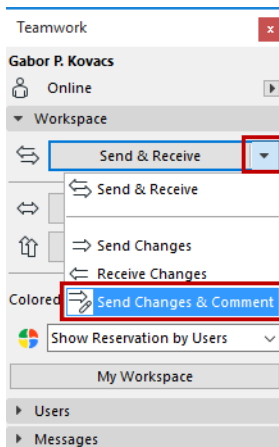 Teamwork
x
Gabor P. Kovacs
Online
Workspace
Send & Receive
Send & Receive
Send Changes
Receive Changes
Colored
Send Changes & Comment
Show Reservation by Users
My Workspace
Users
Messages